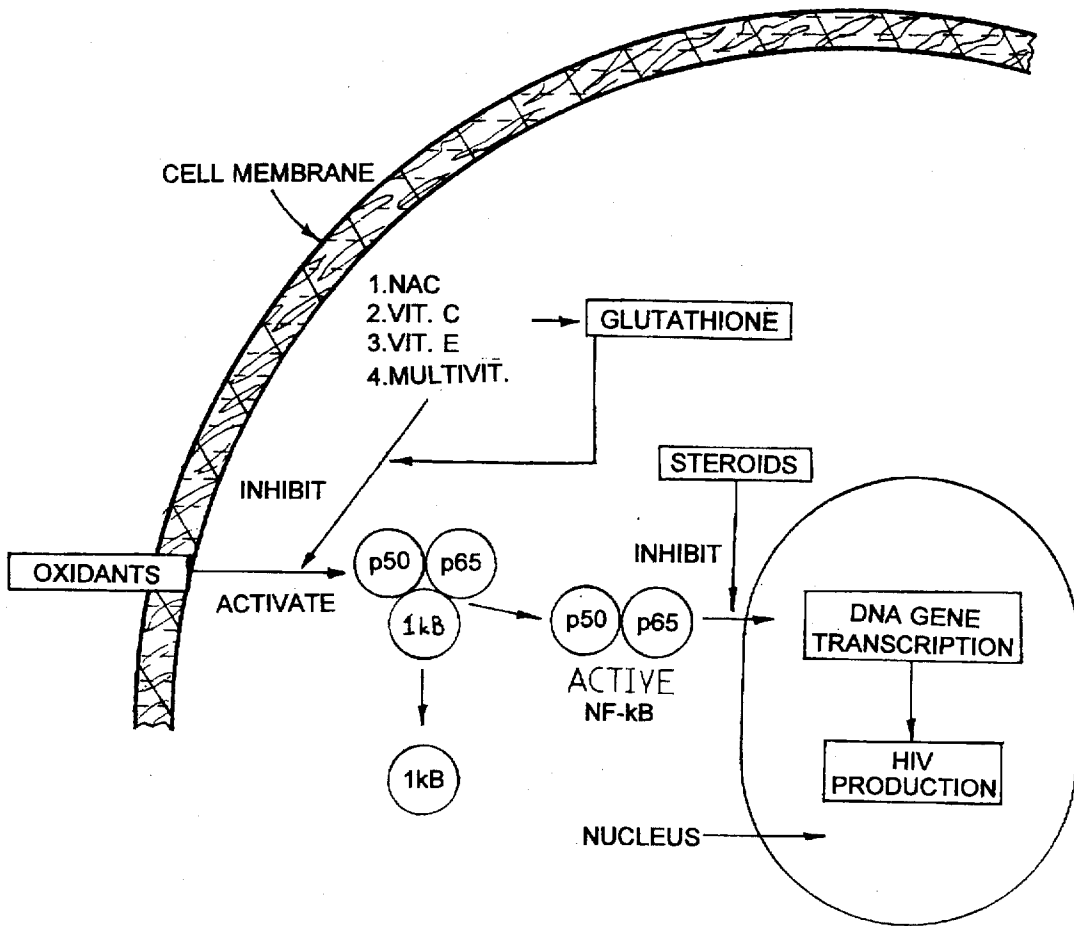 CELL MEMBRANE
1.NAC
2.VIT. C
3.VIT. E
4.MULTIVIT.
GLUTATHIONE
STEROIDS
INHIBIT
INHIBIT
OXIDANTS
ACTIVATE
p50 p65
1kB
p50 p65
ACTIVE
NF-kB
1kB
DNA GENE
TRANSCRIPTION
HIV
PRODUCTION
NUCLEUS